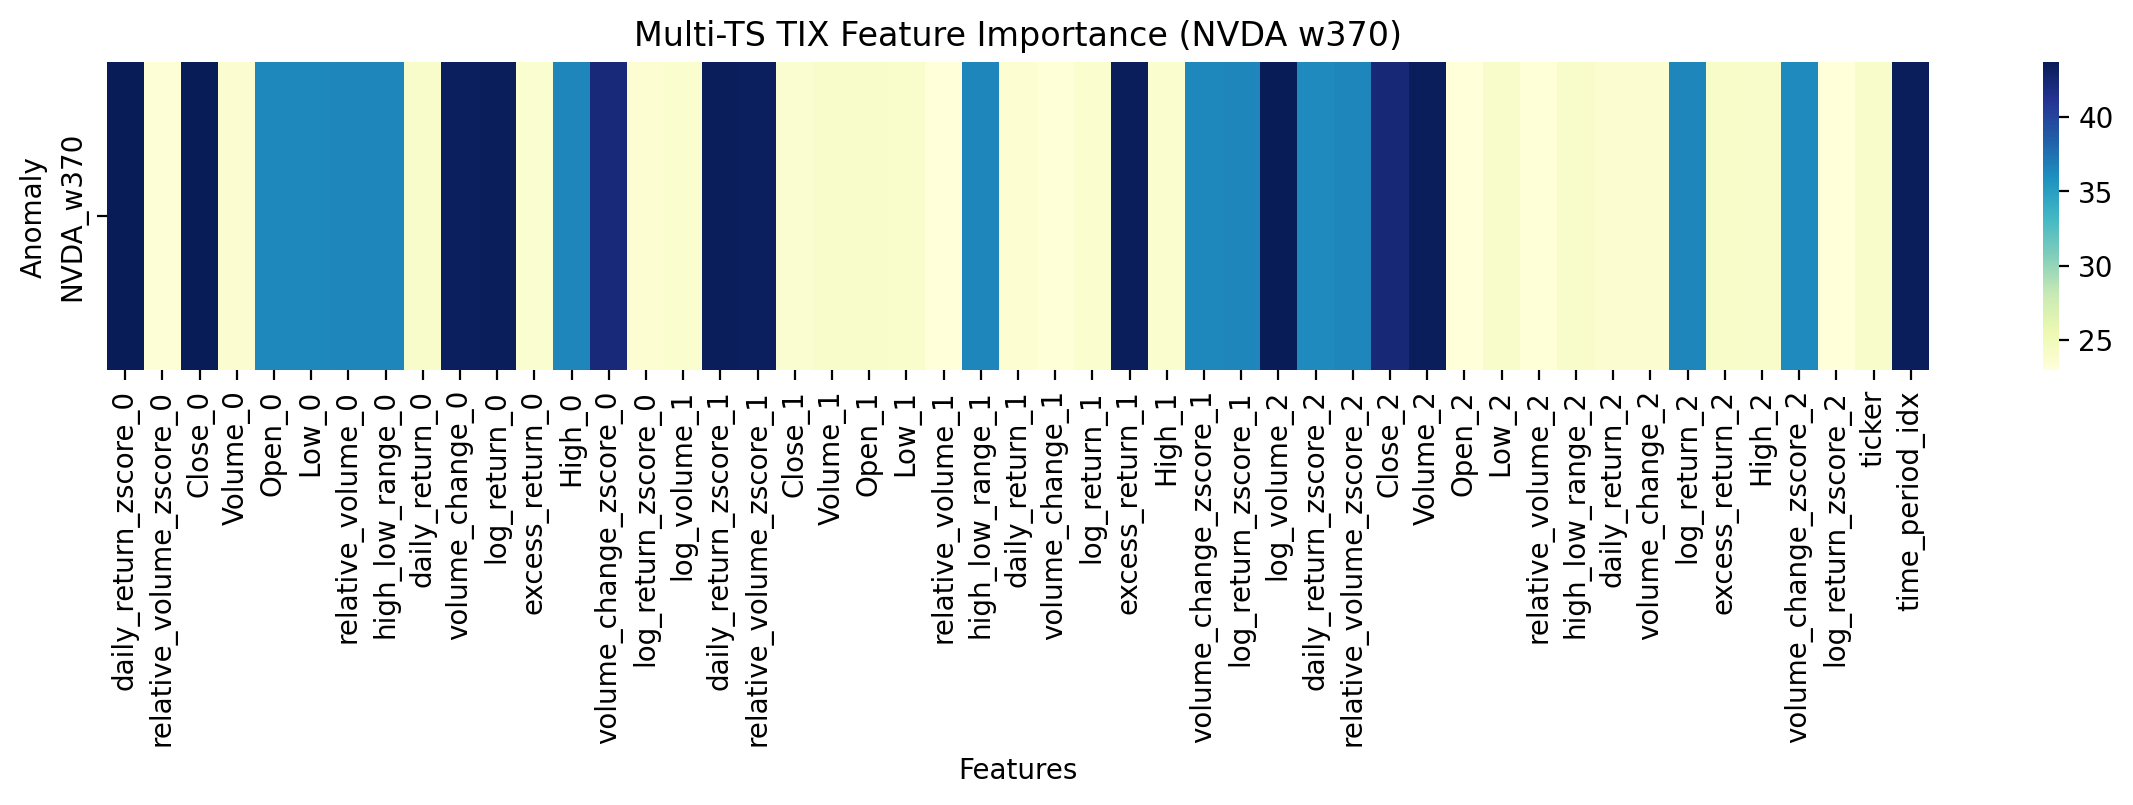 Multi-TS TIX Feature Importance (NVDA w370)
Anomaly
NVDA_w370
40
35
30
25
daily_return_zscore_0
relative_volume_zscore_0
Close_0
Volume_0
Open_0
Low_0
relative_volume_0
high_low_range_0
daily_return_0
volume_change_0
log_return_0
excess_return_0
High_0
volume_change_zscore_0
log_return_zscore_0
log_volume_1
daily_return_zscore_1
relative_volume_zscore_1
Close_1
Volume_1
Open_1
Low_1
relative_volume_1
high_low_range_1
daily_return_1
volume_change_1
log_return_1
excess_return_1
High_1
volume_change_zscore_1
log_return_zscore_1
log_volume_2
daily_return_zscore_2
relative_volume_zscore_2
Close_2
Volume_2
Open_2
Low_2
relative_volume_2
high_low_range_2
daily_return_2
volume_change_2
log_return_2
excess_return_2
High_2
volume_change_zscore_2
log_return_zscore_2
ticker
time_period_idx
Features